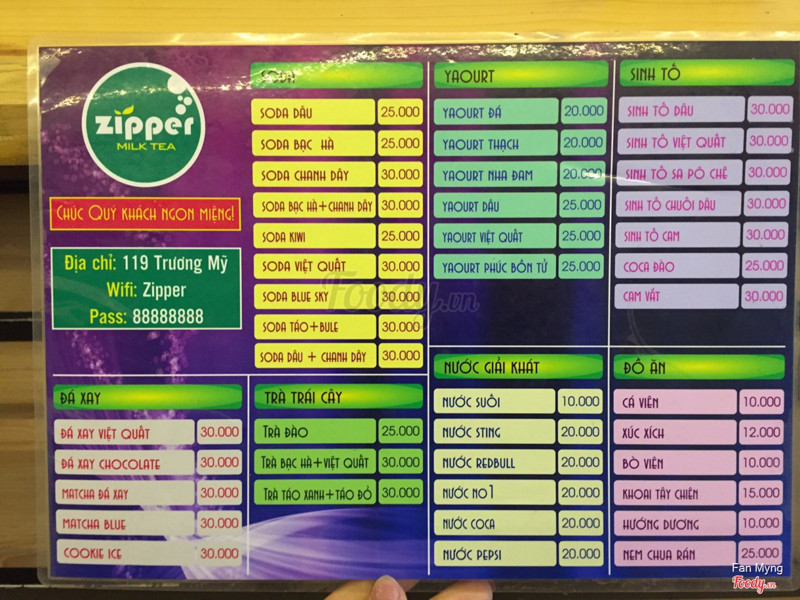 zipper
MILK TEA
CHÚC QUÝ KHÁCH NGON MIỆNG!
Địa chỉ: 119 Trương Mỹ
Wifi: Zipper
Pass: 88888888
SODA
SODA DÂU 25.000
SODA BẠC HÀ 25.000
SODA CHANH DÂY 30.000
SODA BẠC HÀ+CHANH DÂY 30.000
SODA KIWI 25.000
SODA VIỆT QUẤT 30.000
SODA BLUE SKY 30.000
SODA TÁO+BULE 30.000
SODA DÂU + CHANH DÂY 30.000
YAOURT
YAOURT ĐÁ 20.000
YAOURT THẠCH 20.000
YAOURT NHA ĐAM 20.000
YAOURT DÂU 25.000
YAOURT VIỆT QUẤT 25.000
YAOURT PHÚC BỒN TỬ 25.000
SINH TỐ
SINH TỐ DÂU 30.000
SINH TỐ VIỆT QUẤT 30.000
SINH TỐ SA PÔ CHÊ 30.000
SINH TỐ CHUỐI DÂU 30.000
SINH TỐ CAM 30.000
COCA ĐÀO 25.000
CAM VẮT 30.000
ĐÁ XAY
ĐÁ XAY VIỆT QUẤT 30.000
ĐÁ XAY CHOCOLATE 30.000
MATCHA ĐÁ XAY 30.000
MATCHA BLUE 30.000
COOKIE ICE 30.000
TRÀ TRÁI CÂY
TRÀ ĐÀO 25.000
TRÀ BẠC HÀ+VIỆT QUẤT 30.000
TRÀ TÁO XANH+TÁO ĐỎ 30.000
NƯỚC GIẢI KHÁT
NƯỚC SUỐI 10.000
NƯỚC STING 20.000
NƯỚC REDBULL 20.000
NƯỚC NO1 20.000
NƯỚC COCA 20.000
NƯỚC PEPSI 20.000
ĐỒ ĂN
CÁ VIÊN 10.000
XÚC XÍCH 12.000
BÒ VIÊN 10.000
KHOAI TÂY CHIÊN 15.000
HƯỚNG DƯƠNG 10.000
NEM CHUA RÁN 25.000
Foody.vn
Fan Myng
Foody.vn